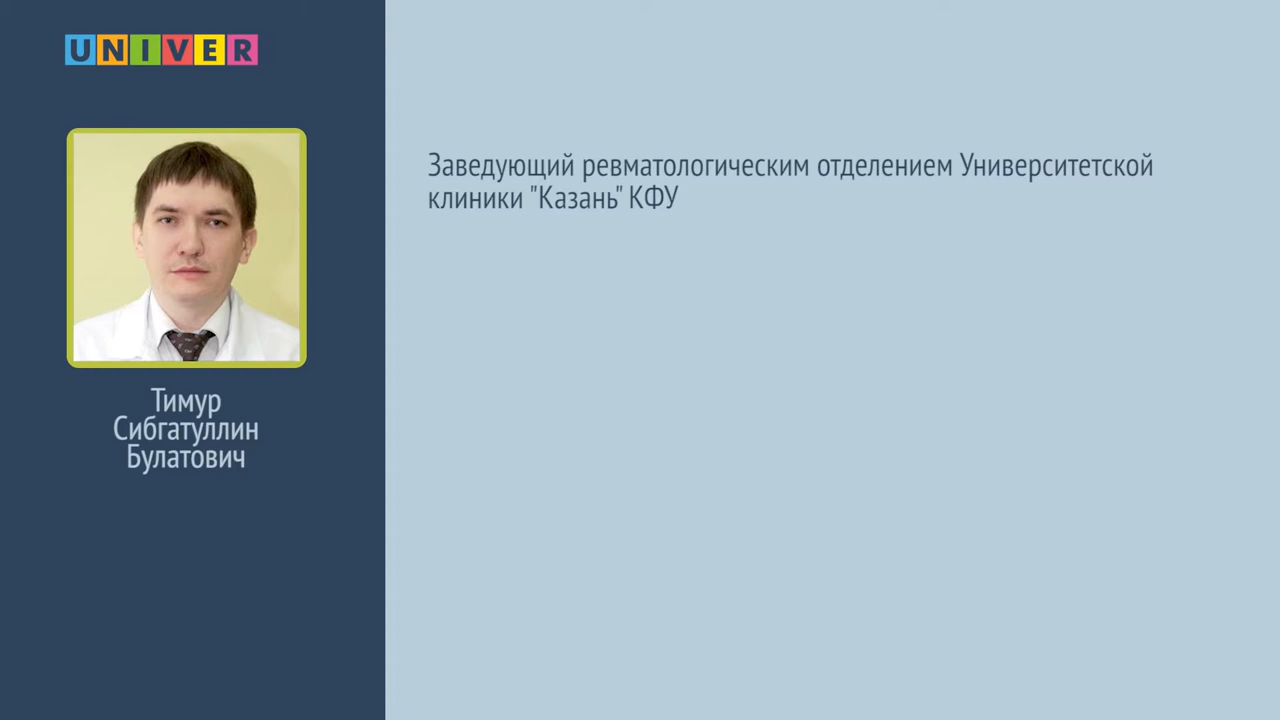 UNIVER
Тимур
Сибгатуллин
Булатович
Заведующий ревматологическим отделением Университетской
клиники "Казань" КФУ